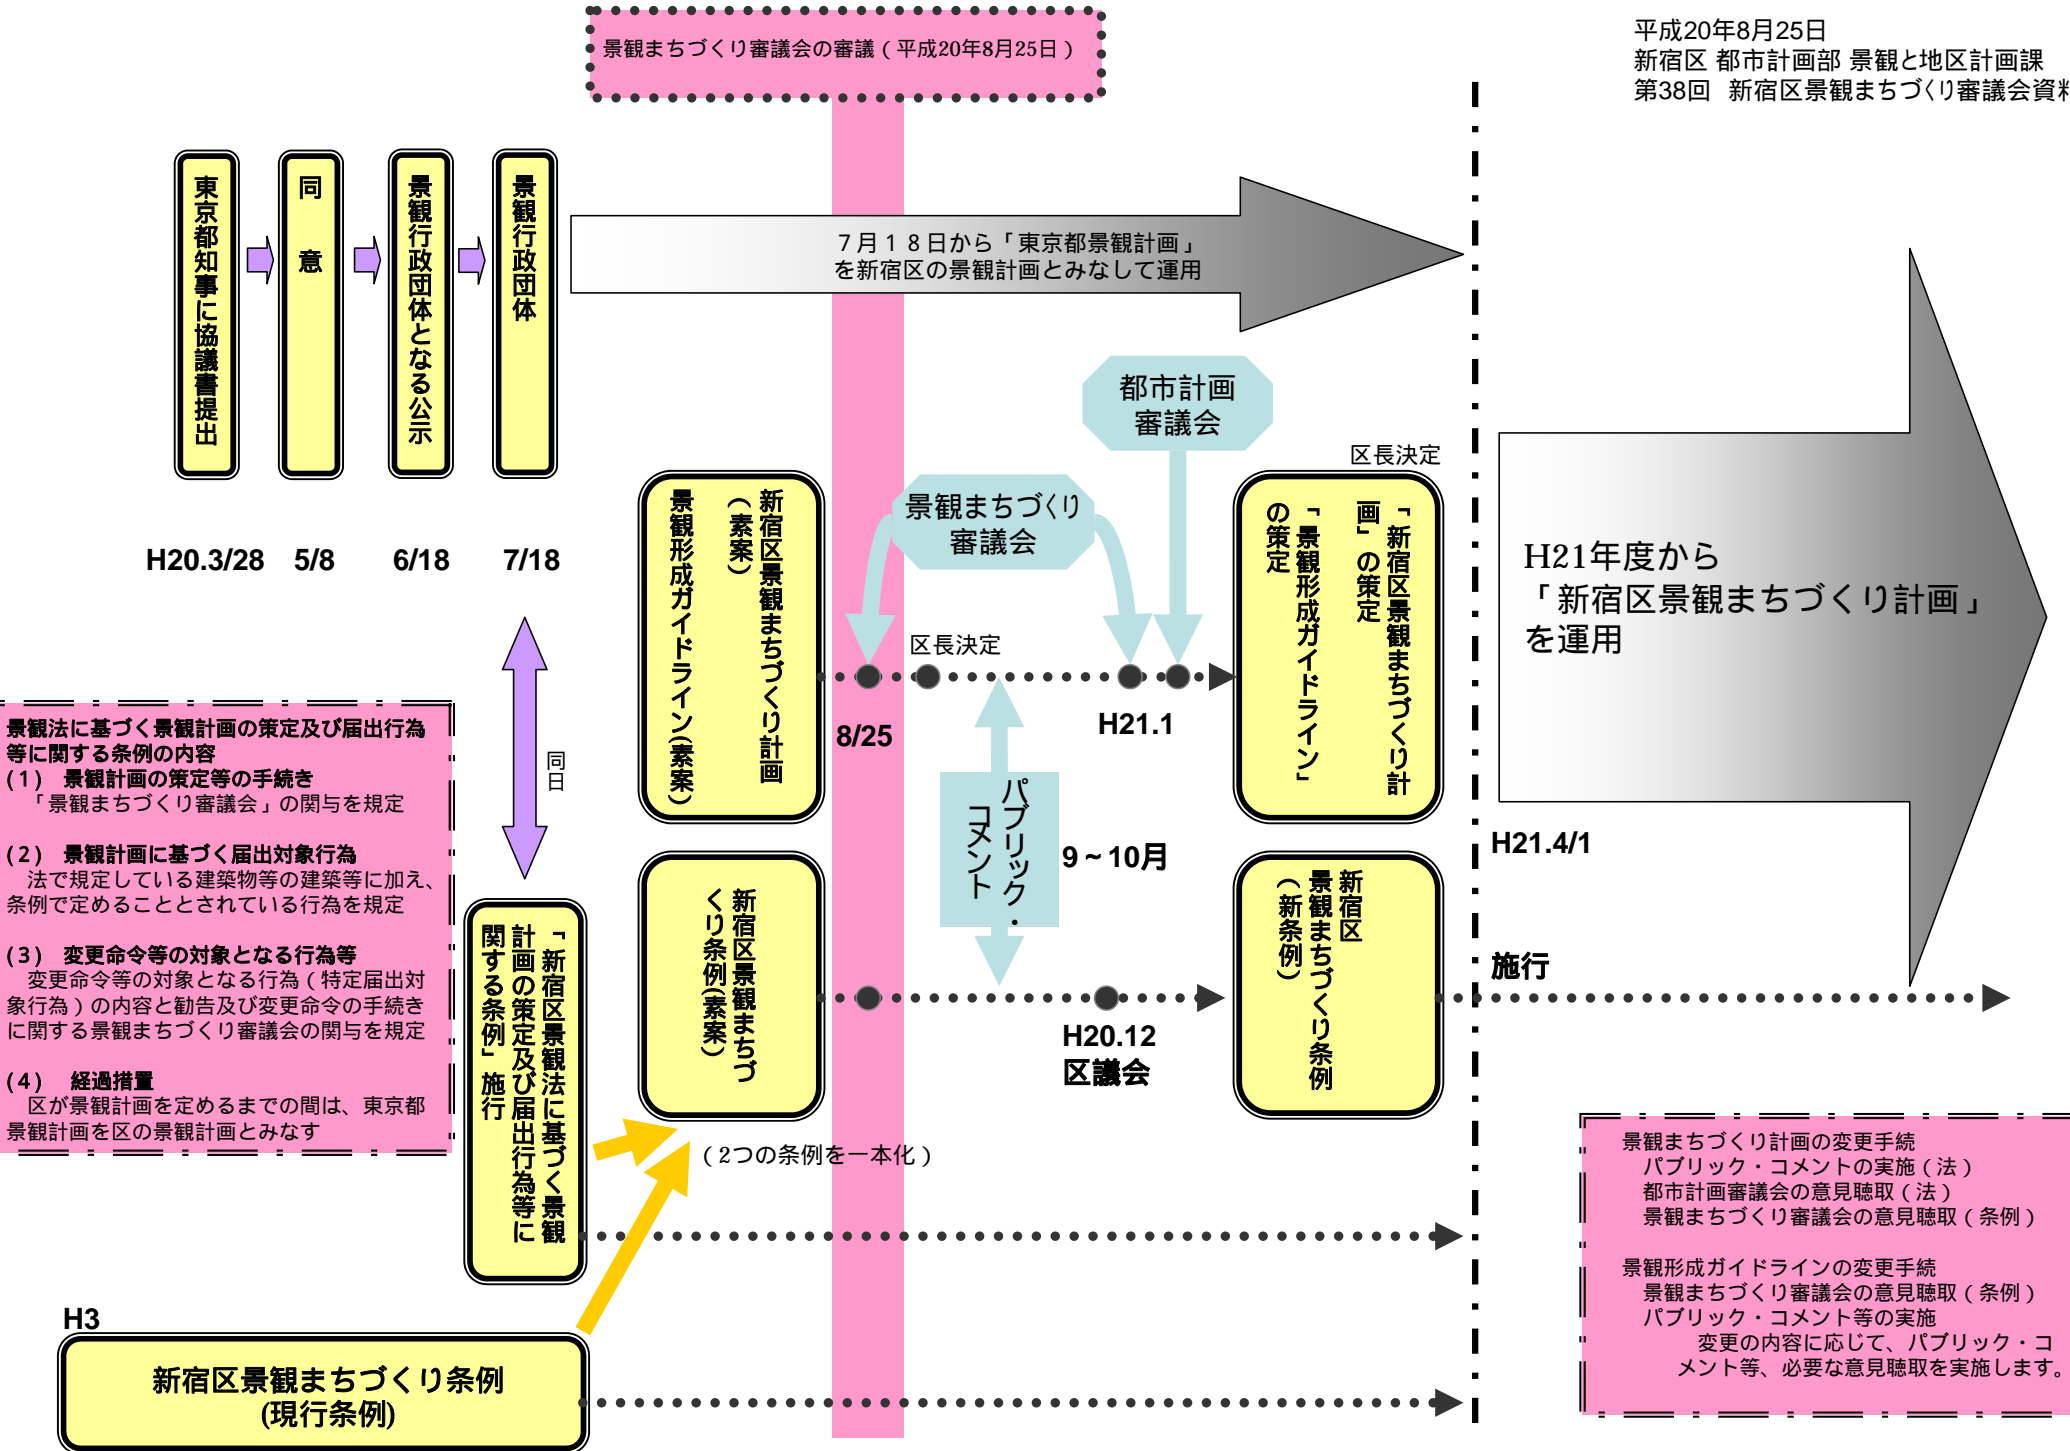 景観まちづくり審議会の審議（平成20年8月25日）
平成20年8月25日
新宿区 都市計画部 景観と地区計画課
第38回 新宿区景観まちづくり審議会資料
東京都知事に協議書提出
同意
景観行政団体となる公示
景観行政団体
H20.3/28
5/8
6/18
7/18
７月１８日から「東京都景観計画」
を新宿区の景観計画とみなして運用
都市計画
審議会
景観まちづくり
審議会
区長決定
新宿区景観まちづくり計画
（素案）
景観形成ガイドライン(素案)
「新宿区景観まちづくり計
画」の策定
「景観形成ガイドライン」
の策定
H21年度から
「新宿区景観まちづくり計画」
を運用
区長決定
8/25
H21.1
同日
パブリック・
コメント
9～10月
H21.4/1
景観法に基づく景観計画の策定及び届出行為
等に関する条例の内容
(1) 景観計画の策定等の手続き
「景観まちづくり審議会」の関与を規定
(2) 景観計画に基づく届出対象行為
法で規定している建築物等の建築等に加え、
条例で定めることとされている行為を規定
(3) 変更命令等の対象となる行為等
変更命令等の対象となる行為（特定届出対
象行為）の内容と勧告及び変更命令の手続き
に関する景観まちづくり審議会の関与を規定
(4) 経過措置
区が景観計画を定めるまでの間は、東京都
景観計画を区の景観計画とみなす
「新宿区景観法に基づく景観
計画の策定及び届出行為等に
関する条例」施行
新宿区景観まちづ
くり条例(素案)
新宿区
景観まちづくり条例
（新条例）
施行
H20.12
区議会
（2つの条例を一本化）
H3
新宿区景観まちづくり条例
(現行条例)
景観まちづくり計画の変更手続
パブリック・コメントの実施（法）
都市計画審議会の意見聴取（法）
景観まちづくり審議会の意見聴取（条例）
景観形成ガイドラインの変更手続
景観まちづくり審議会の意見聴取（条例）
パブリック・コメント等の実施
変更の内容に応じて、パブリック・コ
メント等、必要な意見聴取を実施します。